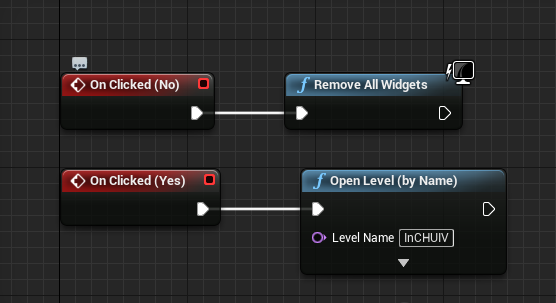 On Clicked (No)
Remove All Widgets
On Clicked (Yes)
Open Level (by Name)
Level Name InCHUIV